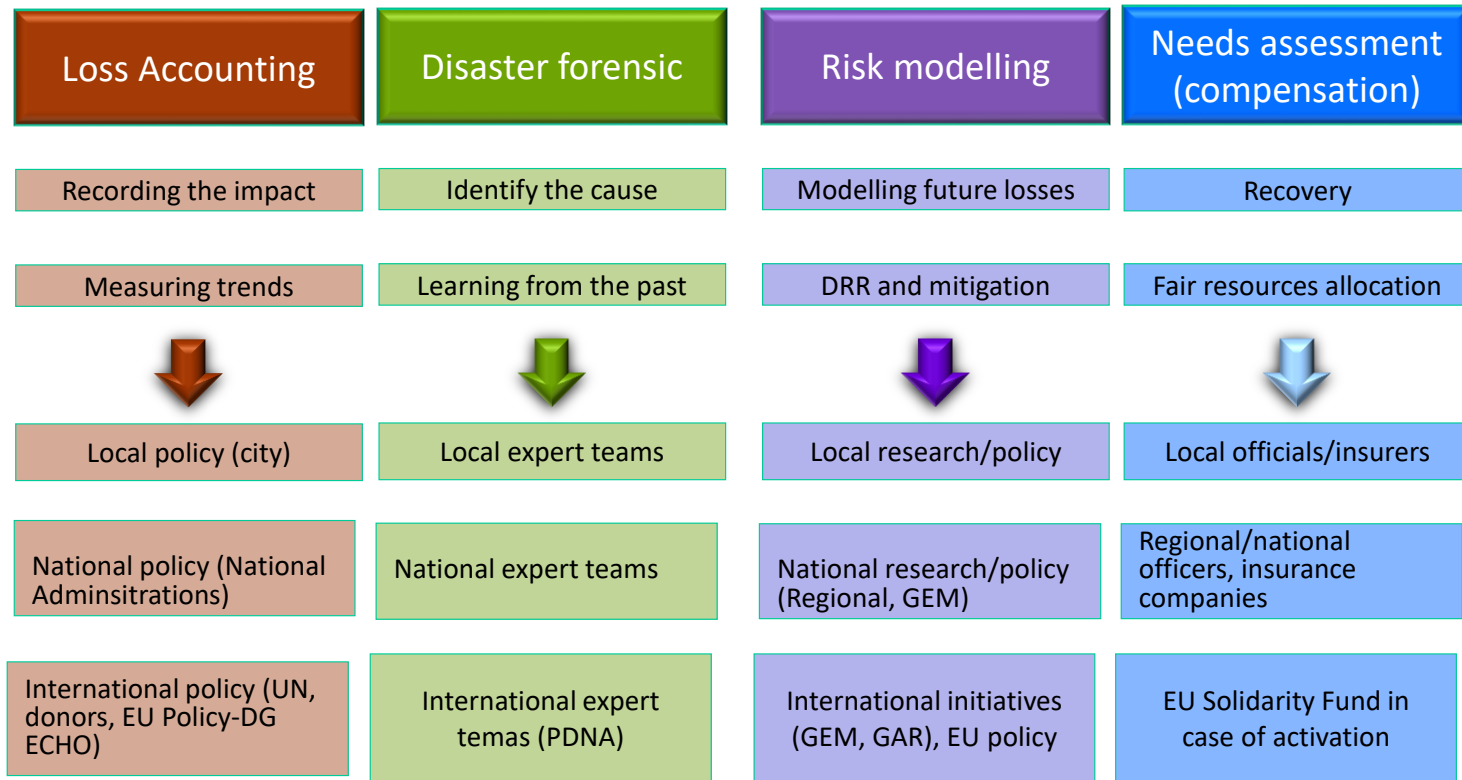 Loss Accounting
Disaster forensic
Risk modelling
Needs assessment
(compensation)
Recording the impact
Identify the cause
Modelling future losses
Recovery
Measuring trends
Learning from the past
DRR and mitigation
Fair resources allocation
Local policy (city)
Local expert teams
Local research/policy
Local officials/insurers
National policy (National
Adminsitrations)
National expert teams
National research/policy
(Regional, GEM)
Regional/national
officers, insurance
companies
International policy (UN,
donors, EU Policy-DG
ECHO)
International expert
temas (PDNA)
International initiatives
(GEM, GAR), EU policy
EU Solidarity Fund in
case of activation